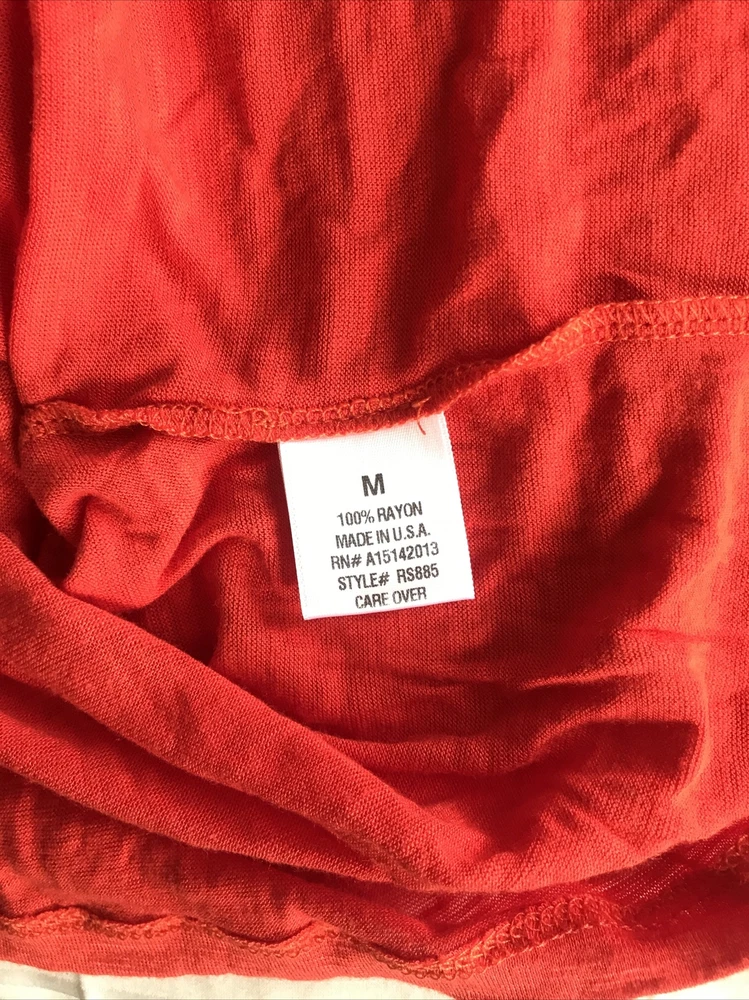 M
100% RAYON
MADE IN U.S.A.
RN# A15142013
STYLE# RS885
CARE OVER